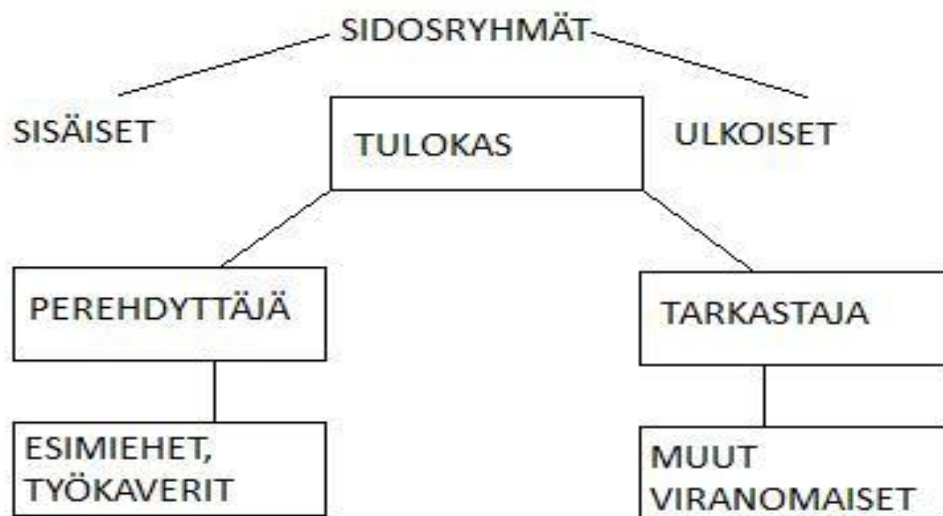 SIDOSRYHMÄT
SISÄISET
TULOKAS
ULKOISET
PEREHDYTTÄJÄ
TARKASTAJA
ESIMIEHET,
TYÖKAVERIT
MUUT
VIRANOMAISET